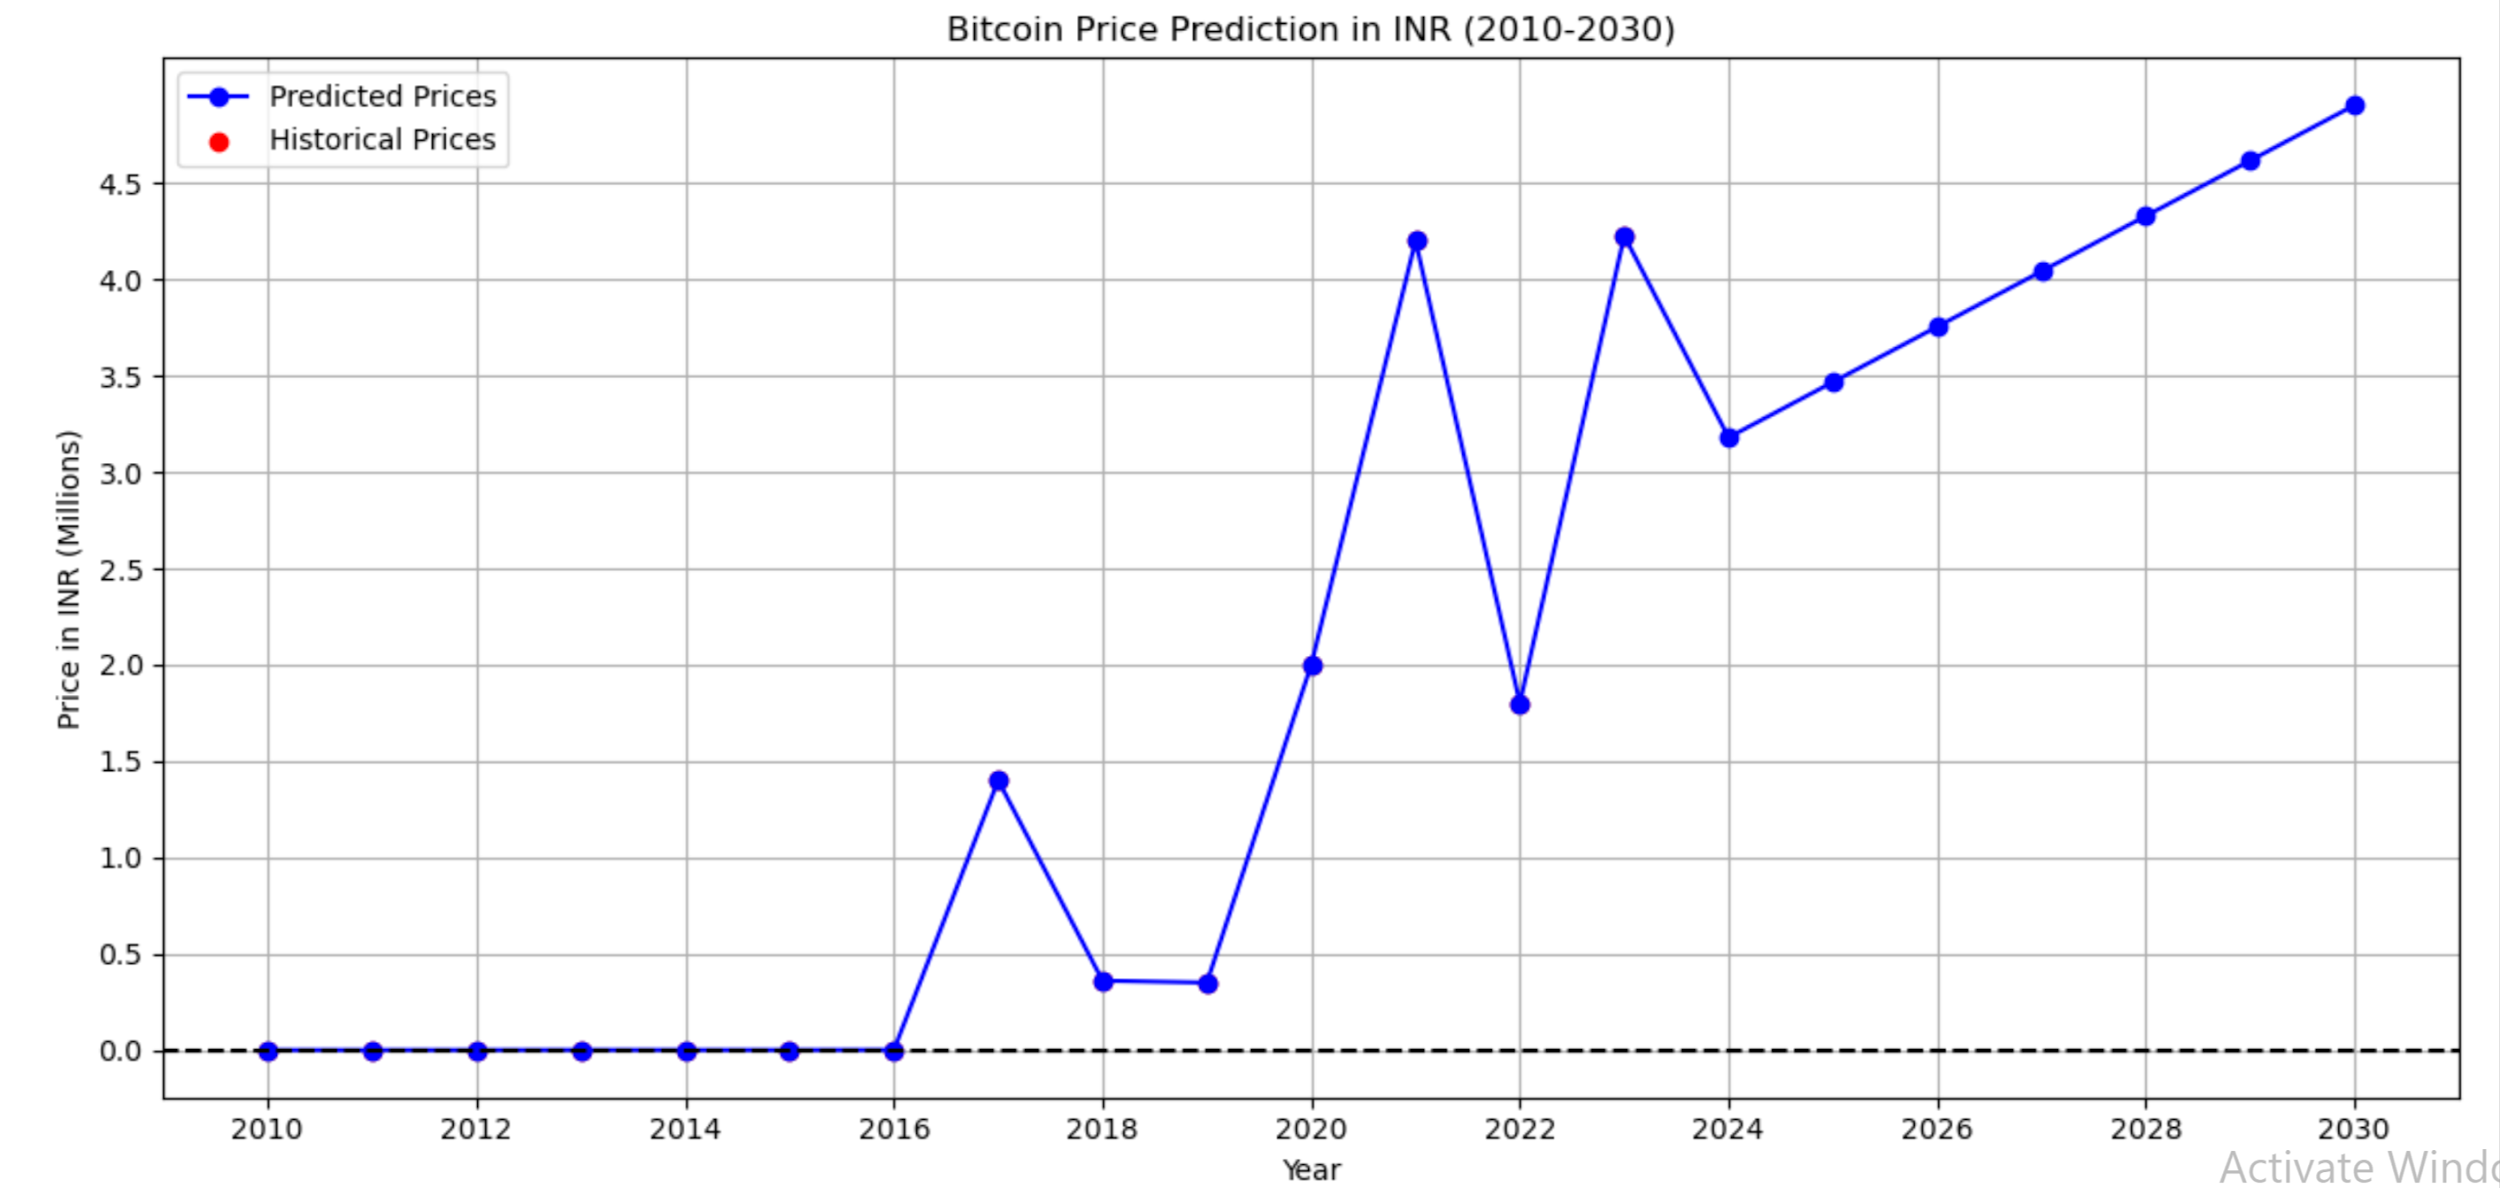 Bitcoin Price Prediction in INR (2010-2030)
Predicted Prices
Historical Prices
Price in INR (Millions)
4.5
4.0
3.5
3.0
2.5
2.0
1.5
1.0
0.5
0.0
2010 2012 2014 2016 2018 2020 2022 2024 2026 2028 2030
Year
Activate Windo